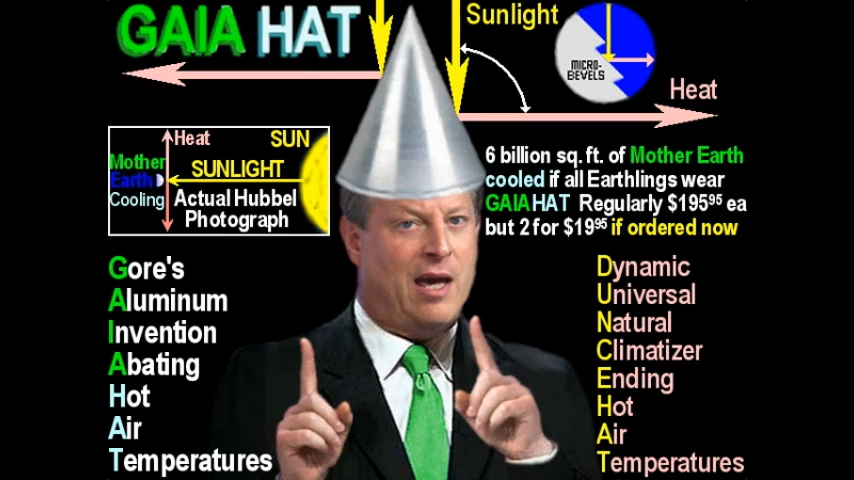 GAIA HAT
Sunlight
MICRO-
BEVELS
Heat
Heat
SUN
Mother
Earth
Cooling
SUNLIGHT
Actual Hubbel
Photograph
6 billion sq. ft. of Mother Earth
cooled if all Earthlings wear
GAIA HAT Regularly $195⁹⁵ ea
but 2 for $19⁹⁵ if ordered now
Gore's
Aluminum
Invention
Abating
Hot
Air
Temperatures
Dynamic
Universal
Natural
Climatizer
Ending
Hot
Air
Temperatures